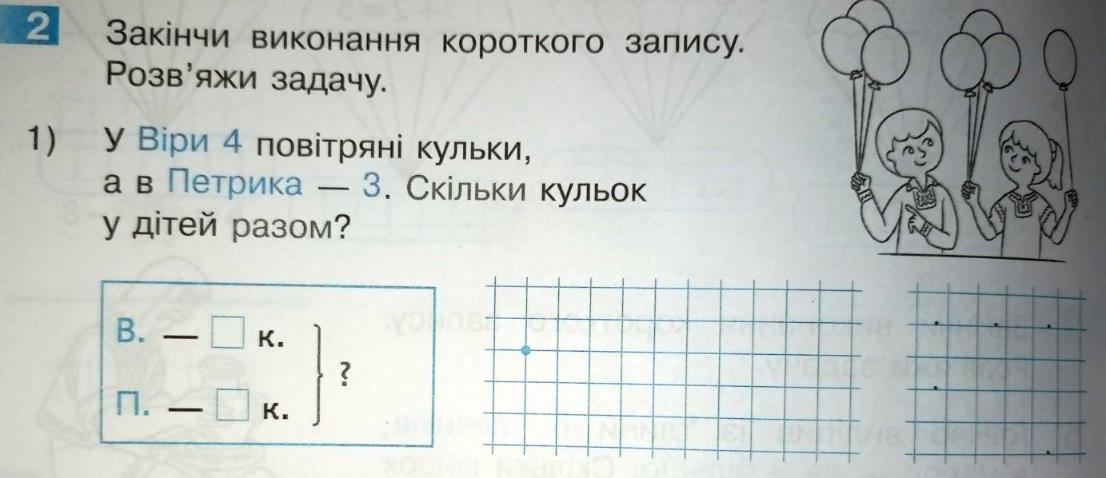 2
Закінчи виконання короткого запису.
Розв’яжи задачу.
1) У Віри 4 повітряні кульки,
а в Петрика — 3. Скільки кульок
у дітей разом?
В. — □ к.
?
П. — □ к.